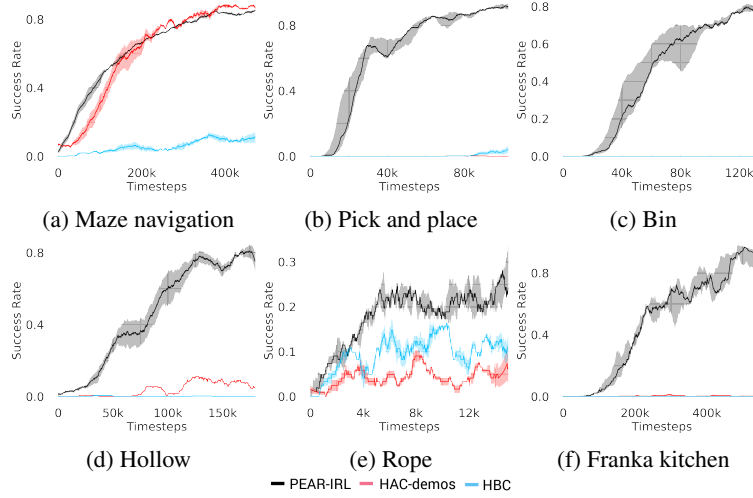 Success Rate
0.8
0.4
0.0
0
200k
400k
Timesteps
(a) Maze navigation
Success Rate
0.8
0.4
0.0
0
40k
80k
Timesteps
(b) Pick and place
Success Rate
0.8
0.6
0.4
0.2
0.0
0
40k
80k
120k
Timesteps
(c) Bin
Success Rate
0.8
0.4
0.0
0
50k
100k
150k
Timesteps
(d) Hollow
Success Rate
0.3
0.2
0.1
0.0
0
4k
8k
12k
Timesteps
(e) Rope
Success Rate
0.8
0.4
0.0
0
200k
400k
Timesteps
(f) Franka kitchen
PEAR-IRL HAC-demos HBC